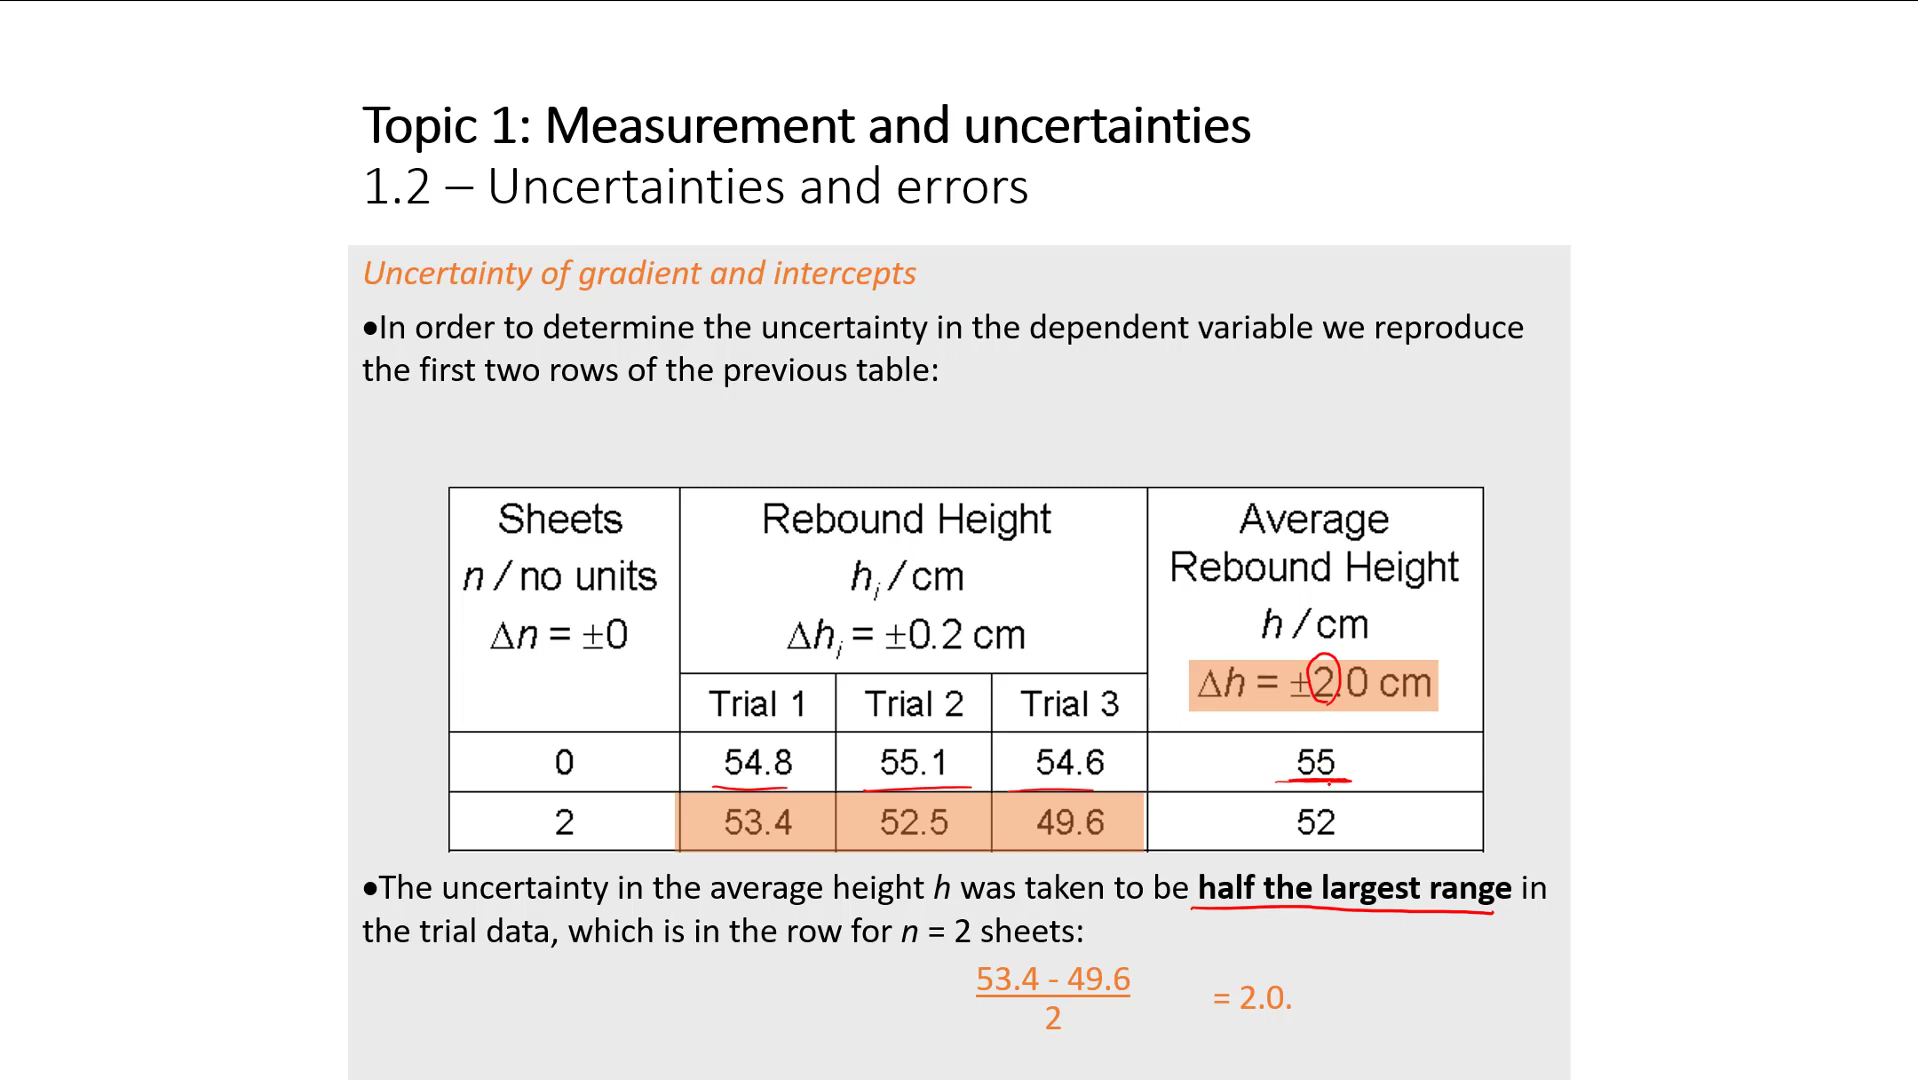 Topic 1: Measurement and uncertainties
1.2 – Uncertainties and errors
Uncertainty of gradient and intercepts
•In order to determine the uncertainty in the dependent variable we reproduce
the first two rows of the previous table:
Sheets
n / no units
Δn = ±0
Rebound Height
hᵢ / cm
Δhᵢ = ±0.2 cm
Average
Rebound Height
h / cm
Δh = ±2.0 cm
Trial 1 Trial 2 Trial 3
0 54.8 55.1 54.6 55
2 53.4 52.5 49.6 52
•The uncertainty in the average height h was taken to be half the largest range in
the trial data, which is in the row for n = 2 sheets:
53.4 - 49.6
2
= 2.0.